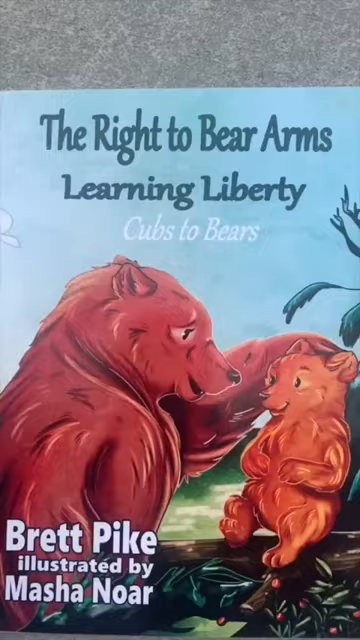 The Right to Bear Arms
Learning Liberty
Cubs to Bears
Brett Pike
illustrated by
Masha Noar